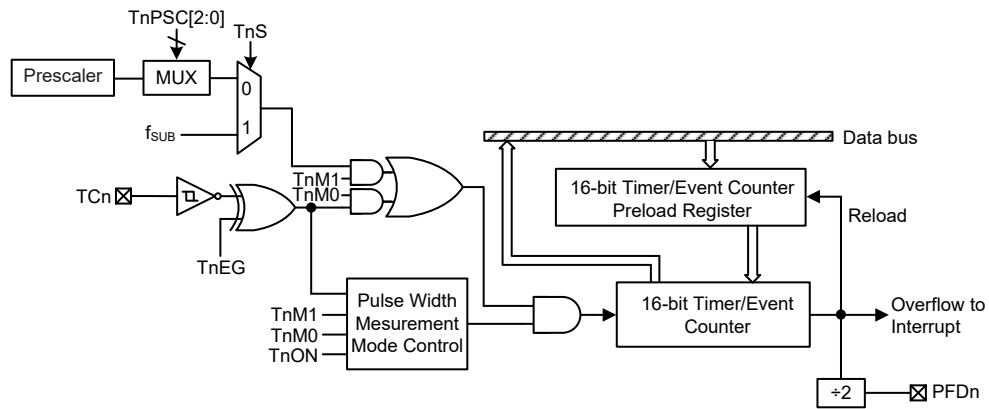 TnPSC[2:0]
TnS
Prescaler
MUX
0
1
fSUB
Data bus
TnM1
TnM0
TCn
16-bit Timer/Event Counter
Preload Register
Reload
TnEG
Pulse Width
Mesurement
Mode Control
TnM1
TnM0
TnON
16-bit Timer/Event
Counter
Overflow to
Interrupt
÷2
PFDn